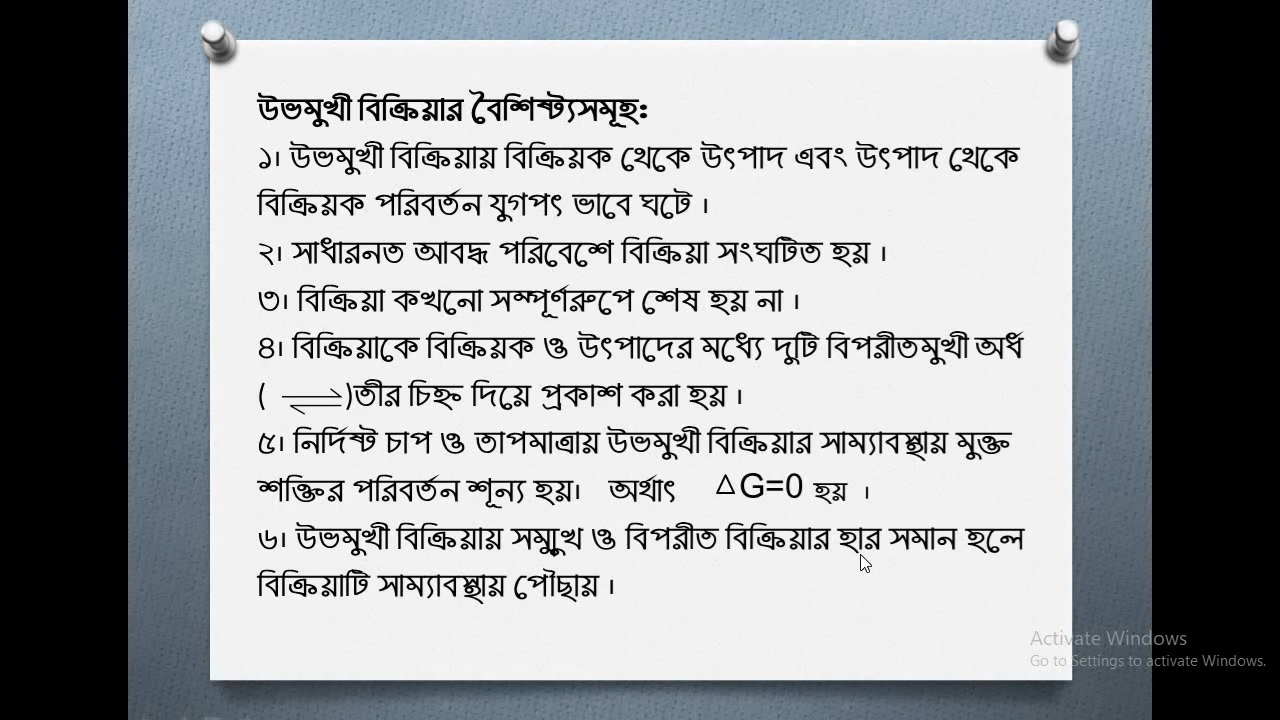 উভমুখী বিক্রিয়ার বৈশিষ্ট্যসমূহ:
১। উভমুখী বিক্রিয়ায় বিক্রিয়ক থেকে উৎপাদ এবং উৎপাদ থেকে
বিক্রিয়ক পরিবর্তন যুগপৎ ভাবে ঘটে ।
২। সাধারনত আবদ্ধ পরিবেশে বিক্রিয়া সংঘটিত হয় ।
৩। বিক্রিয়া কখনো সম্পূর্ণরুপে শেষ হয় না ।
৪। বিক্রিয়াকে বিক্রিয়ক ও উৎপাদের মধ্যে দুটি বিপরীতমুখী অর্ধ
( ⇌ )তীর চিহ্ন দিয়ে প্রকাশ করা হয় ।
৫। নির্দিষ্ট চাপ ও তাপমাত্রায় উভমুখী বিক্রিয়ার সাম্যাবস্থায় মুক্ত
শক্তির পরিবর্তন শূন্য হয়। অর্থাৎ △G=0 হয় ।
৬। উভমুখী বিক্রিয়ায় সম্মুখ ও বিপরীত বিক্রিয়ার হার সমান হলে
বিক্রিয়াটি সাম্যাবস্থায় পৌছায় ।
Activate Windows
Go to Settings to activate Windows.